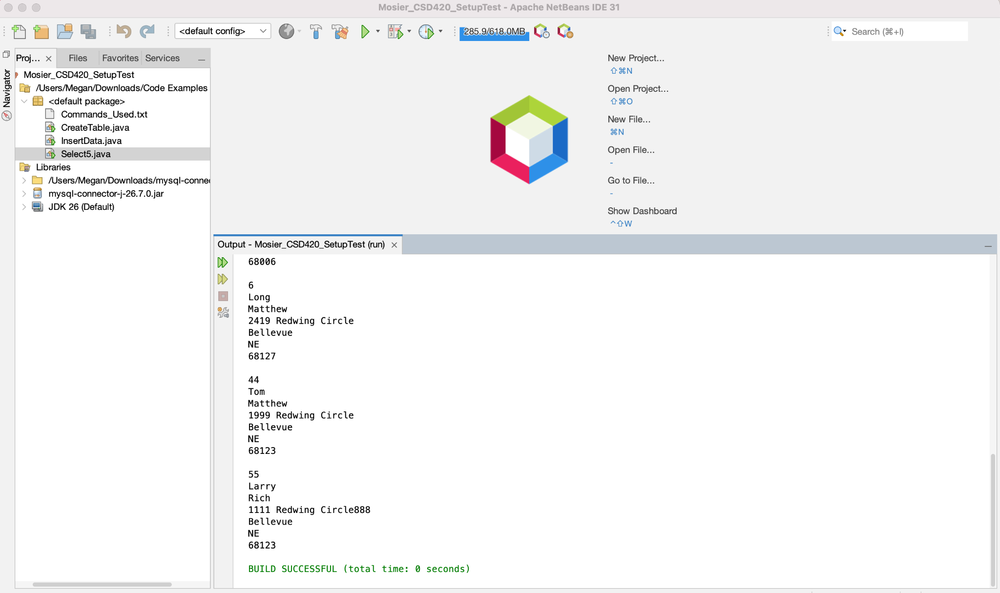 Mosier_CSD420_SetupTest - Apache NetBeans IDE 31
<default config>
285.9/618.0MB
Search (⌘+I)
Proj...
Files
Favorites
Services
Navigator
Mosier_CSD420_SetupTest
/Users/Megan/Downloads/Code Examples
<default package>
Commands_Used.txt
CreateTable.java
InsertData.java
Select5.java
Libraries
/Users/Megan/Downloads/mysql-conne
mysql-connector-j-26.7.0.jar
JDK 26 (Default)
New Project...
⇧⌘N
Open Project...
⇧⌘O
New File...
⌘N
Open File...
-
Go to File...
-
Show Dashboard
^⇧W
Output - Mosier_CSD420_SetupTest (run)
68006
6
Long
Matthew
2419 Redwing Circle
Bellevue
NE
68127
44
Tom
Matthew
1999 Redwing Circle
Bellevue
NE
68123
55
Larry
Rich
1111 Redwing Circle888
Bellevue
NE
68123
BUILD SUCCESSFUL (total time: 0 seconds)